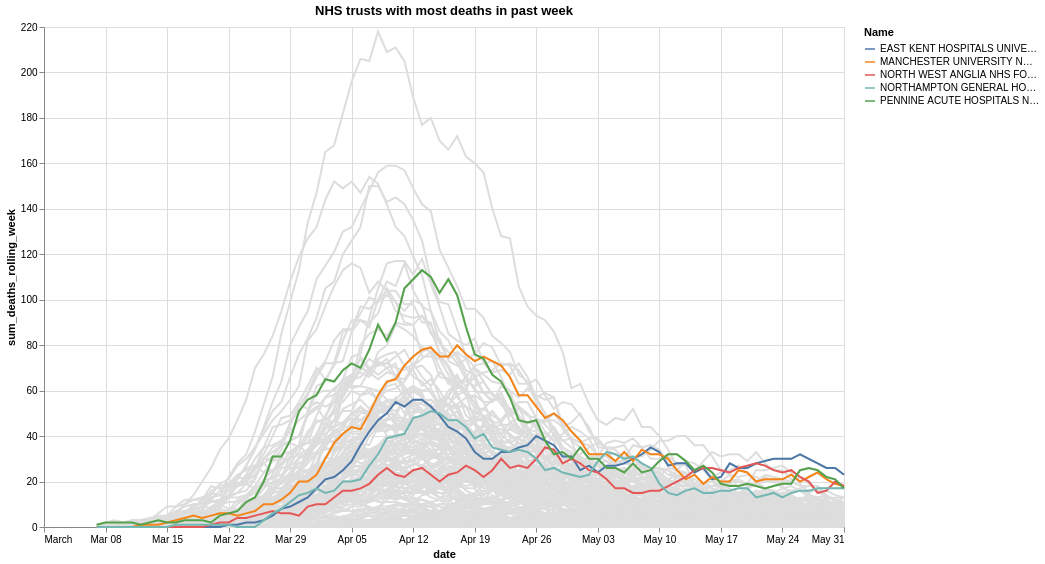 NHS trusts with most deaths in past week
220
200
180
160
140
120
100
80
60
40
20
0
sum_deaths_rolling_week
March
Mar 08
Mar 15
Mar 22
Mar 29
Apr 05
Apr 12
Apr 19
Apr 26
May 03
May 10
May 17
May 24
May 31
date
Name
EAST KENT HOSPITALS UNIVE…
MANCHESTER UNIVERSITY N…
NORTH WEST ANGLIA NHS FO…
NORTHAMPTON GENERAL HO…
PENNINE ACUTE HOSPITALS N…